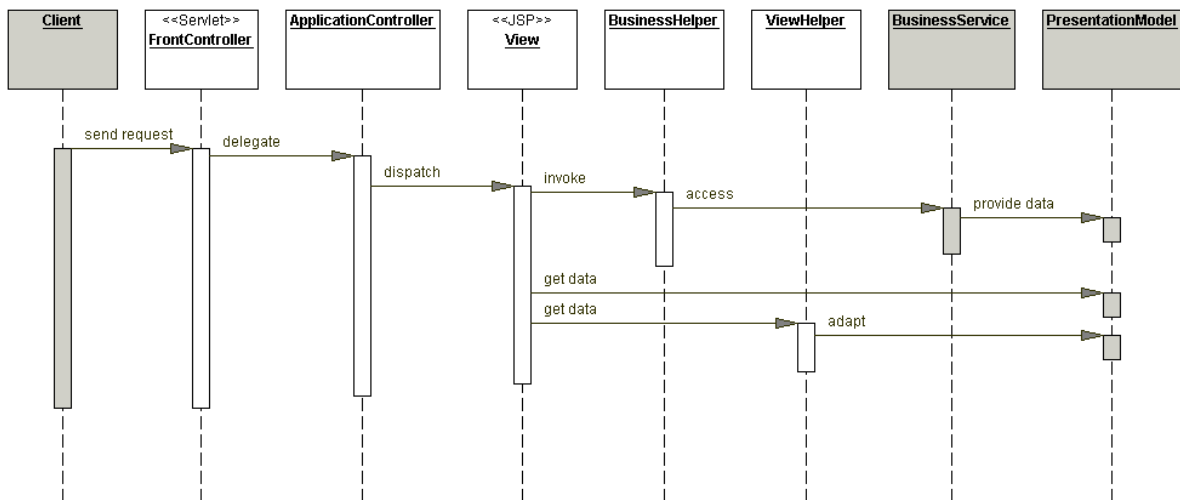 Client
<<Servlet>>
FrontController
ApplicationController
<<JSP>>
View
BusinessHelper
ViewHelper
BusinessService
PresentationModel
send request
delegate
dispatch
invoke
access
provide data
get data
get data
adapt